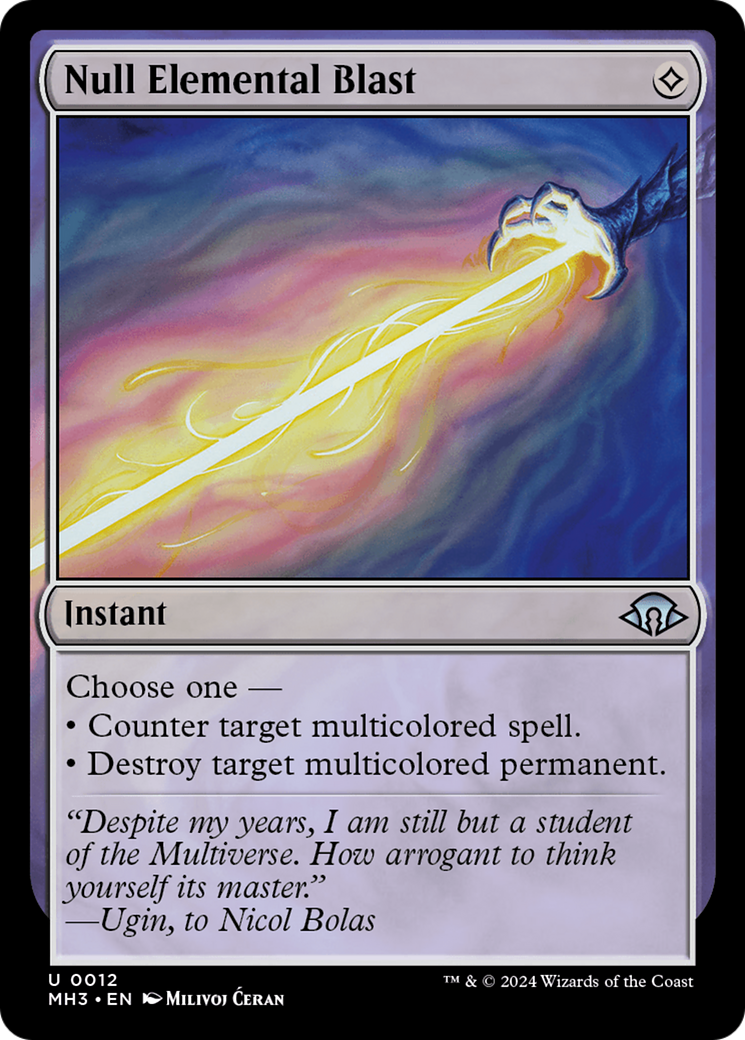 Null Elemental Blast
Instant
Choose one —
• Counter target multicolored spell.
• Destroy target multicolored permanent.
“Despite my years, I am still but a student
of the Multiverse. How arrogant to think
yourself its master.”
—Ugin, to Nicol Bolas
U 0012
MH3 • EN Milivoj Ćeran
™ & © 2024 Wizards of the Coast